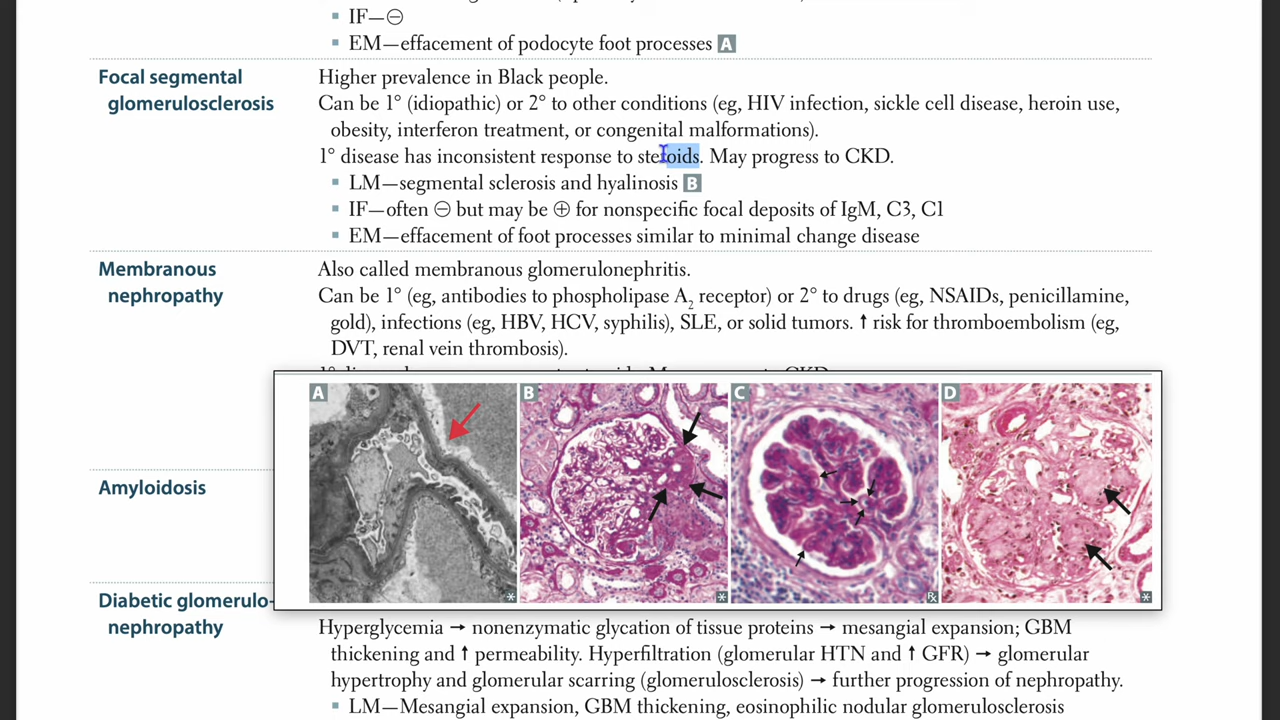 IF—⊖
EM—effacement of podocyte foot processes A
Focal segmental
glomerulosclerosis
Higher prevalence in Black people.
Can be 1° (idiopathic) or 2° to other conditions (eg, HIV infection, sickle cell disease, heroin use,
obesity, interferon treatment, or congenital malformations).
1° disease has inconsistent response to steroids. May progress to CKD.
LM—segmental sclerosis and hyalinosis B
IF—often ⊖ but may be ⊕ for nonspecific focal deposits of IgM, C3, C1
EM—effacement of foot processes similar to minimal change disease
Membranous
nephropathy
Also called membranous glomerulonephritis.
Can be 1° (eg, antibodies to phospholipase A₂ receptor) or 2° to drugs (eg, NSAIDs, penicillamine,
gold), infections (eg, HBV, HCV, syphilis), SLE, or solid tumors. ↑ risk for thromboembolism (eg,
DVT, renal vein thrombosis).
A B C D
Amyloidosis
Diabetic glomerulo-
nephropathy
Hyperglycemia → nonenzymatic glycation of tissue proteins → mesangial expansion; GBM
thickening and ↑ permeability. Hyperfiltration (glomerular HTN and ↑ GFR) → glomerular
hypertrophy and glomerular scarring (glomerulosclerosis) → further progression of nephropathy.
LM—Mesangial expansion, GBM thickening, eosinophilic nodular glomerulosclerosis